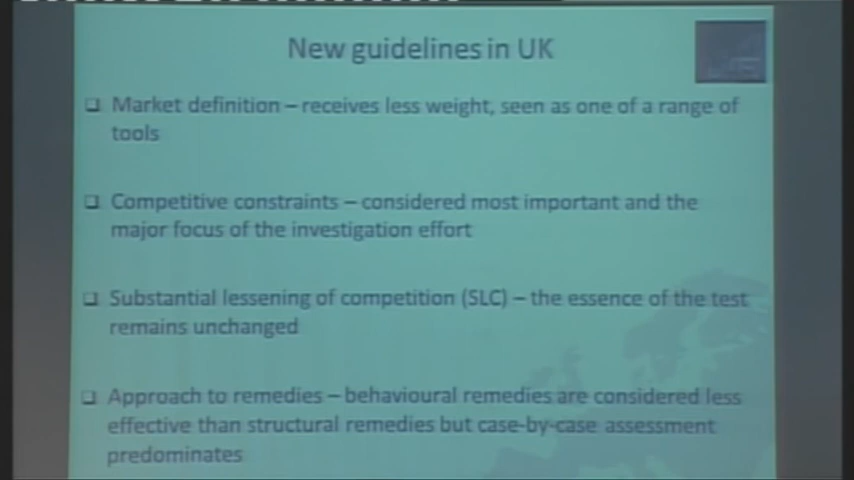 New guidelines in UK
❑ Market definition – receives less weight, seen as one of a range of
tools
❑ Competitive constraints – considered most important and the
major focus of the investigation effort
❑ Substantial lessening of competition (SLC) – the essence of the test
remains unchanged
❑ Approach to remedies – behavioural remedies are considered less
effective than structural remedies but case-by-case assessment
predominates